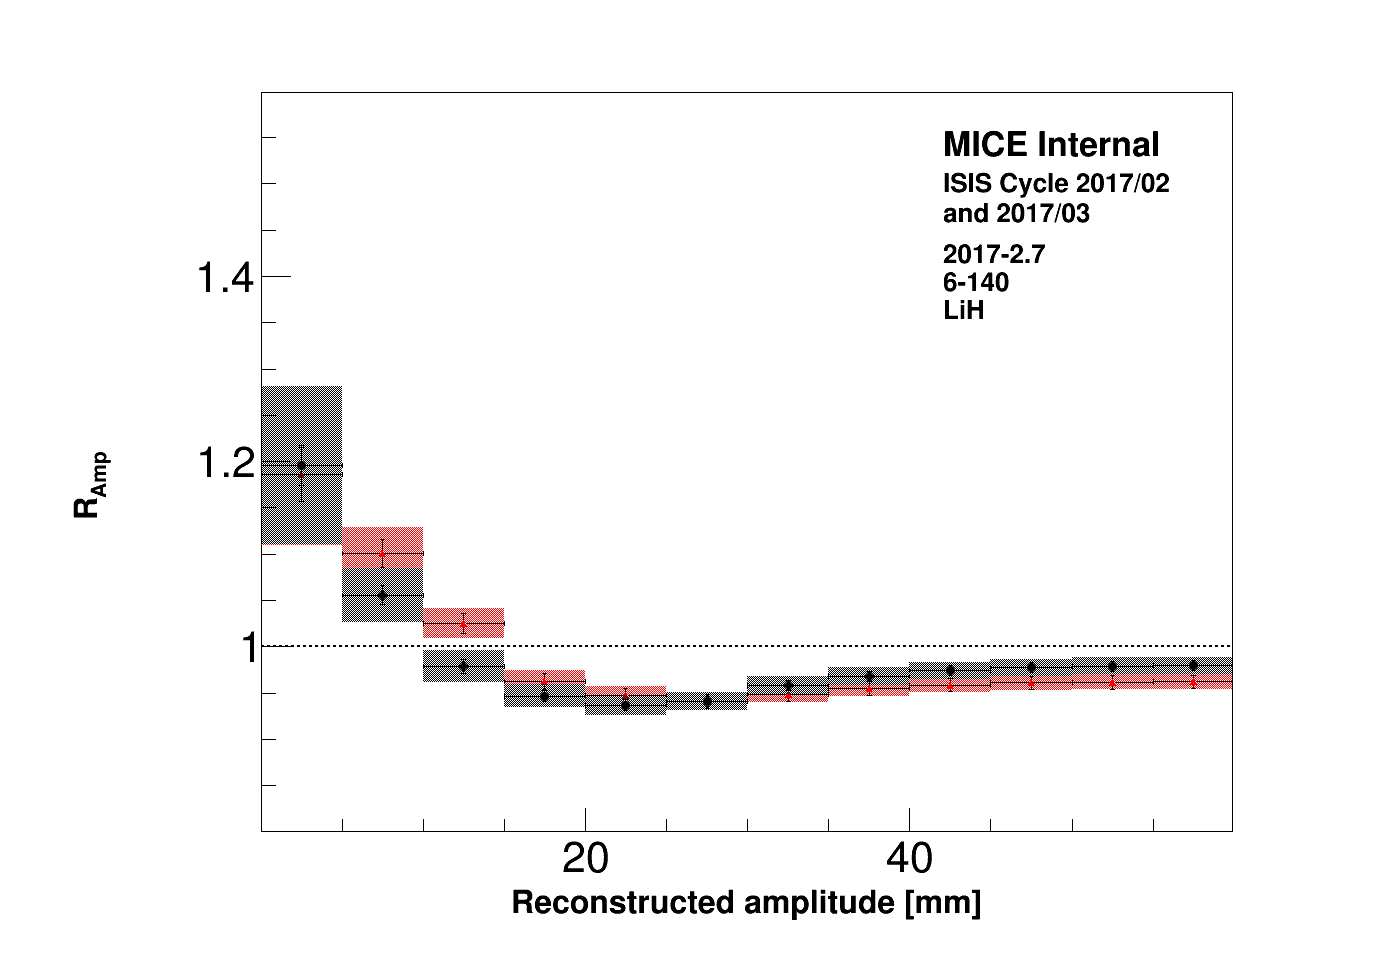 MICE Internal
ISIS Cycle 2017/02
and 2017/03
2017-2.7
6-140
LiH
1.4
1.2
1
R_Amp
20
40
Reconstructed amplitude [mm]